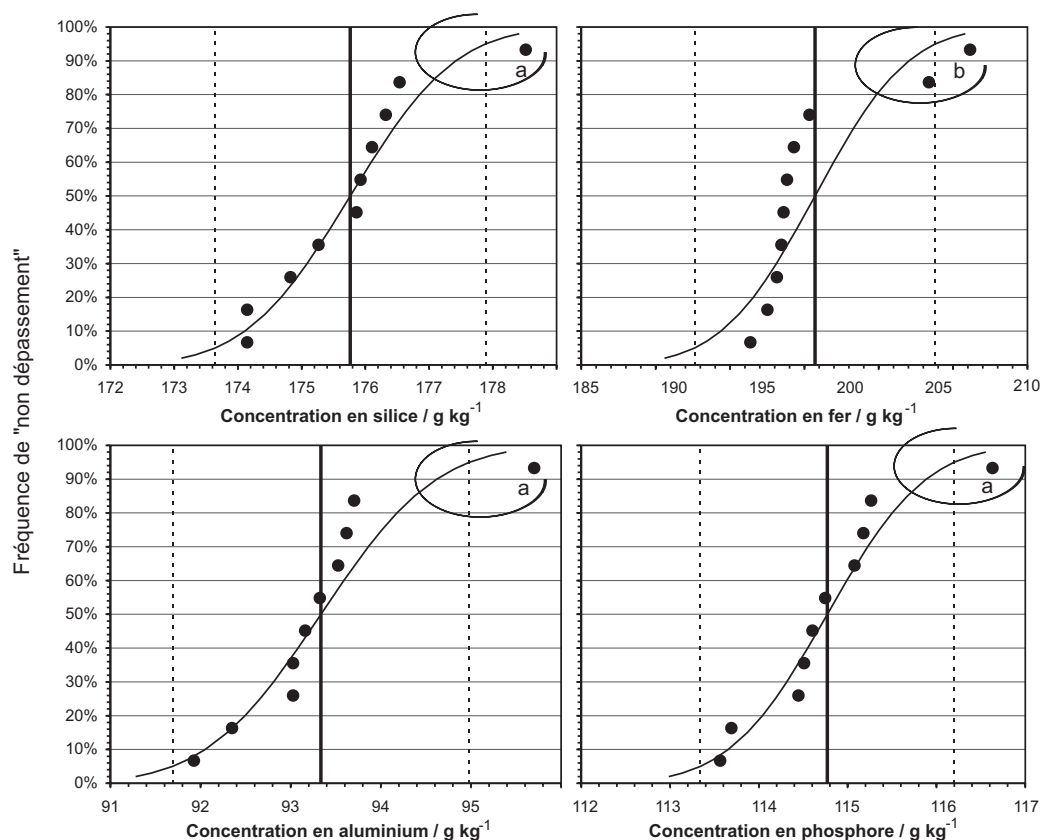 Fréquence de "non dépassement"
100%
90%
80%
70%
60%
50%
40%
30%
20%
10%
0%
a
172 173 174 175 176 177 178
Concentration en silice / g kg-1
b
185 190 195 200 205 210
Concentration en fer / g kg-1
100%
90%
80%
70%
60%
50%
40%
30%
20%
10%
0%
a
91 92 93 94 95
Concentration en aluminium / g kg-1
a
112 113 114 115 116 117
Concentration en phosphore / g kg-1